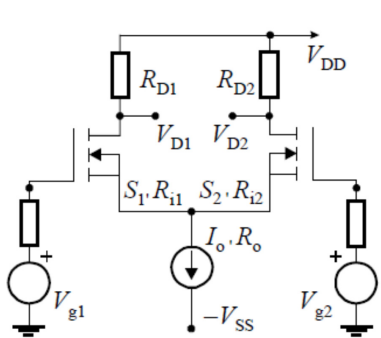 R_D1 R_D2 V_DD
V_D1 V_D2
S_1, R_i1 S_2, R_i2
I_o, R_o
+ +
V_g1 V_g2
−V_SS